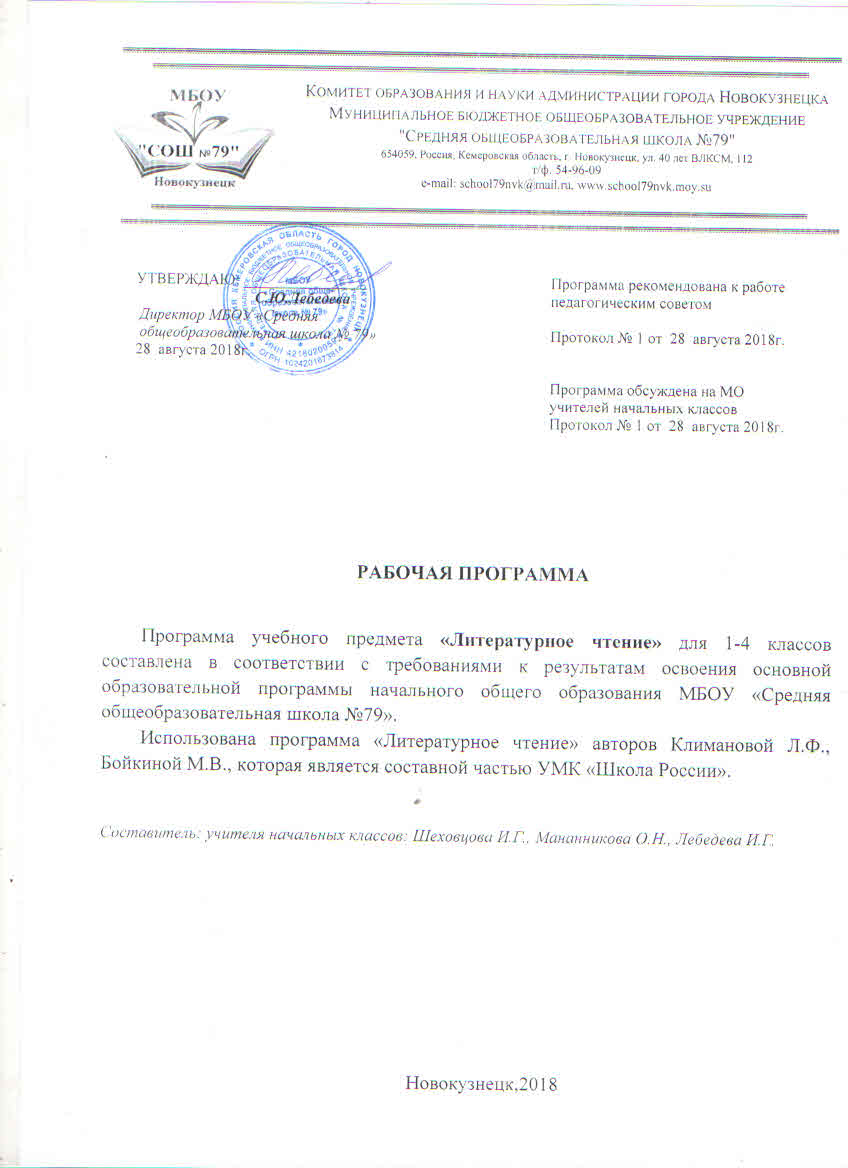 МБОУ
"СОШ №79"
Новокузнецк
Комитет образования и науки администрации города Новокузнецка
Муниципальное бюджетное общеобразовательное учреждение
"Средняя общеобразовательная школа №79"
654059, Россия, Кемеровская область, г. Новокузнецк, ул. 40 лет ВЛКСМ, 112
т/ф. 54-96-09
e-mail: school79nvk@mail.ru, www.school79nvk.moy.su
УТВЕРЖДАЮ:
С.Ю.Лебедева
Директор МБОУ «Средняя
общеобразовательная школа № 79»
28 августа 2018г.
Программа рекомендована к работе
педагогическим советом
Протокол № 1 от 28 августа 2018г.
Программа обсуждена на МО
учителей начальных классов
Протокол № 1 от 28 августа 2018г.
РАБОЧАЯ ПРОГРАММА
Программа учебного предмета «Литературное чтение» для 1-4 классов
составлена в соответствии с требованиями к результатам освоения основной
образовательной программы начального общего образования МБОУ «Средняя
общеобразовательная школа №79».
Использована программа «Литературное чтение» авторов Климановой Л.Ф.,
Бойкиной М.В., которая является составной частью УМК «Школа России».
Составитель: учителя начальных классов: Шеховцова И.Г., Мананникова О.Н., Лебедева И.Г.
Новокузнецк,2018